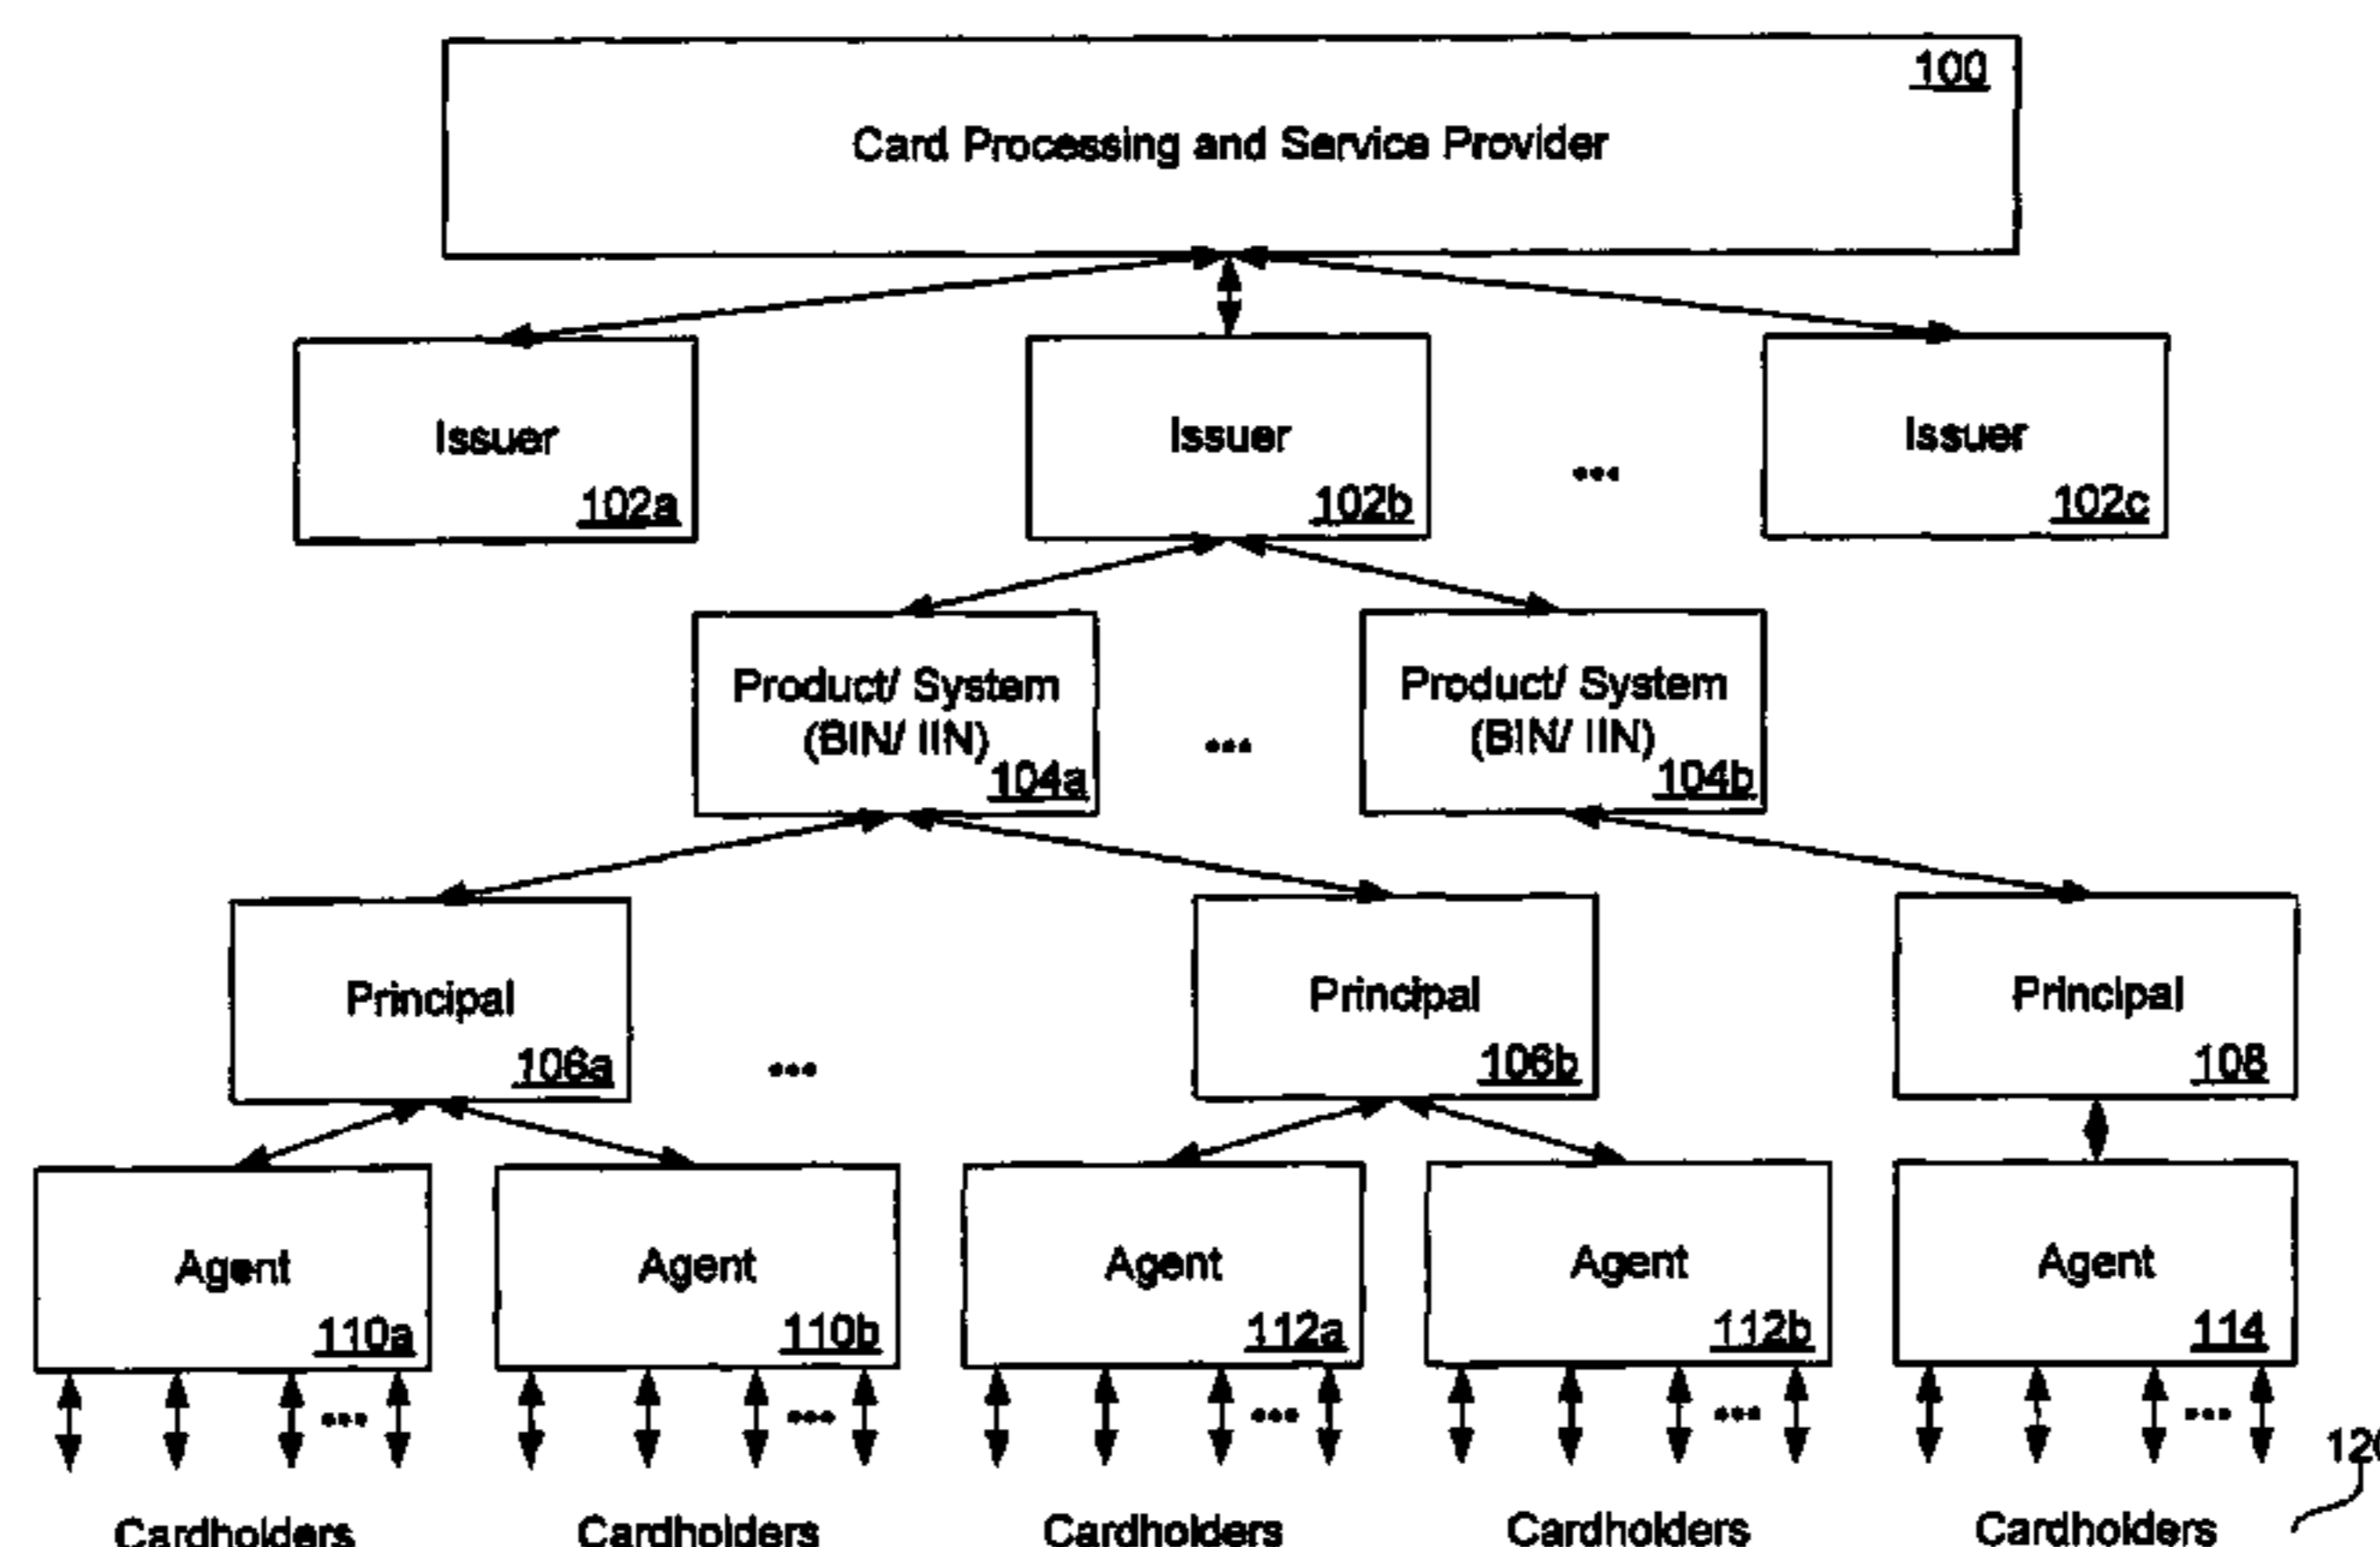 100
Card Processing and Service Provider
Issuer
102a
Issuer
102b
...
Issuer
102c
Product/ System
(BIN/ IIN)
104a
...
Product/ System
(BIN/ IIN)
104b
Principal
106a
...
Principal
106b
Principal
108
Agent
110a
Agent
110b
Agent
112a
Agent
112b
Agent
114
...
...
...
...
...
Cardholders
Cardholders
Cardholders
Cardholders
Cardholders